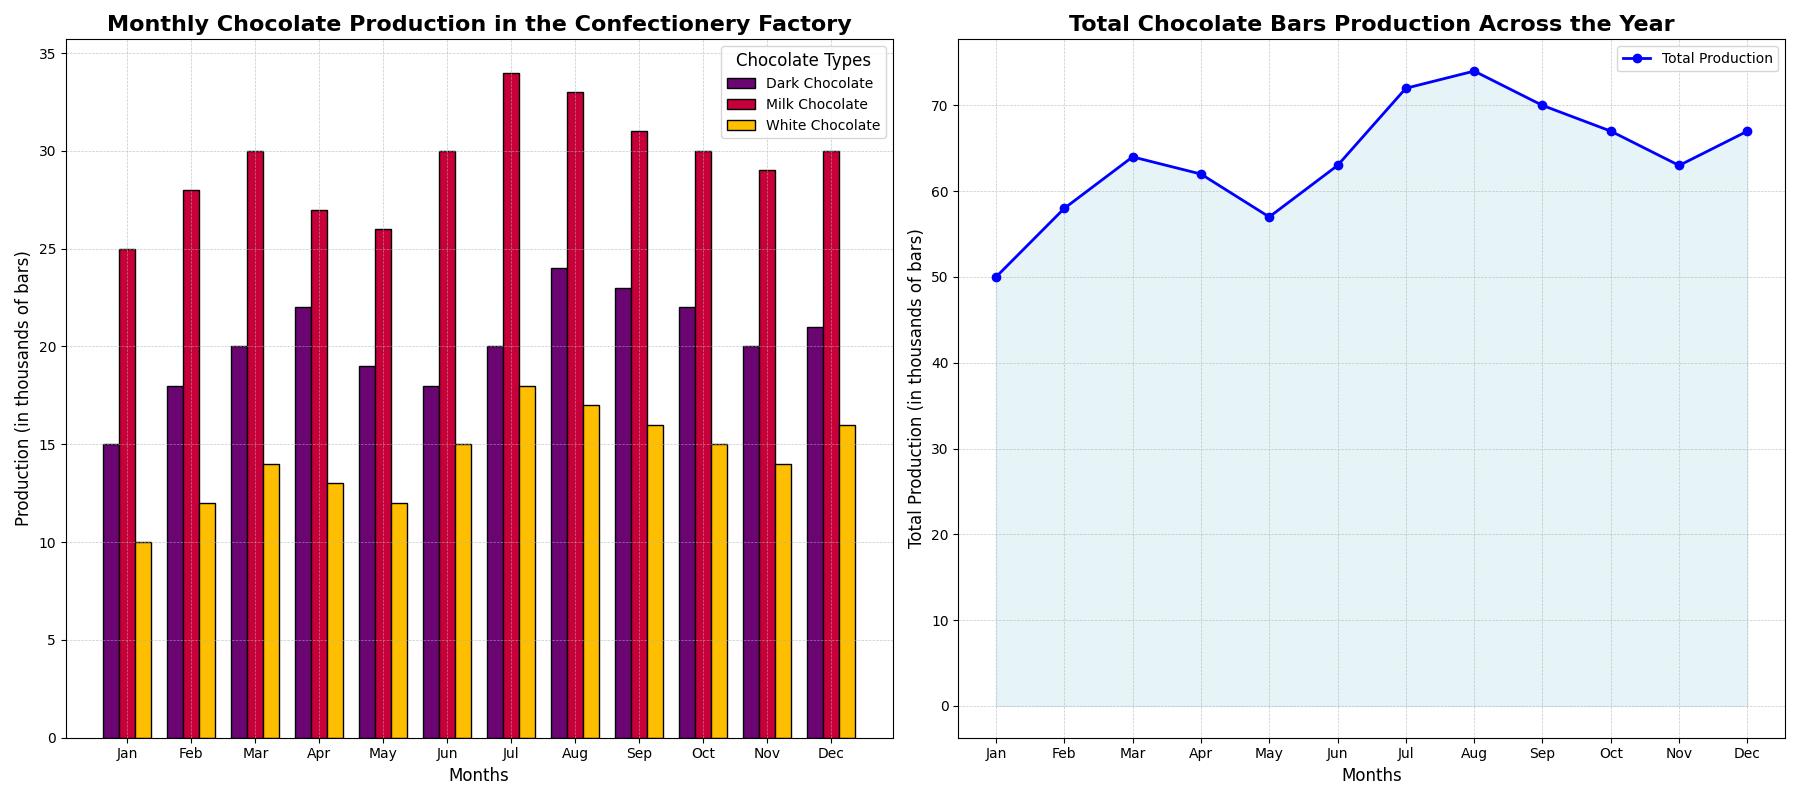 Monthly Chocolate Production in the Confectionery Factory
35
30
25
20
15
10
5
0
Production (in thousands of bars)
Chocolate Types
Dark Chocolate
Milk Chocolate
White Chocolate
Jan Feb Mar Apr May Jun Jul Aug Sep Oct Nov Dec
Months
Total Chocolate Bars Production Across the Year
70
60
50
40
30
20
10
0
Total Production (in thousands of bars)
Total Production
Jan Feb Mar Apr May Jun Jul Aug Sep Oct Nov Dec
Months